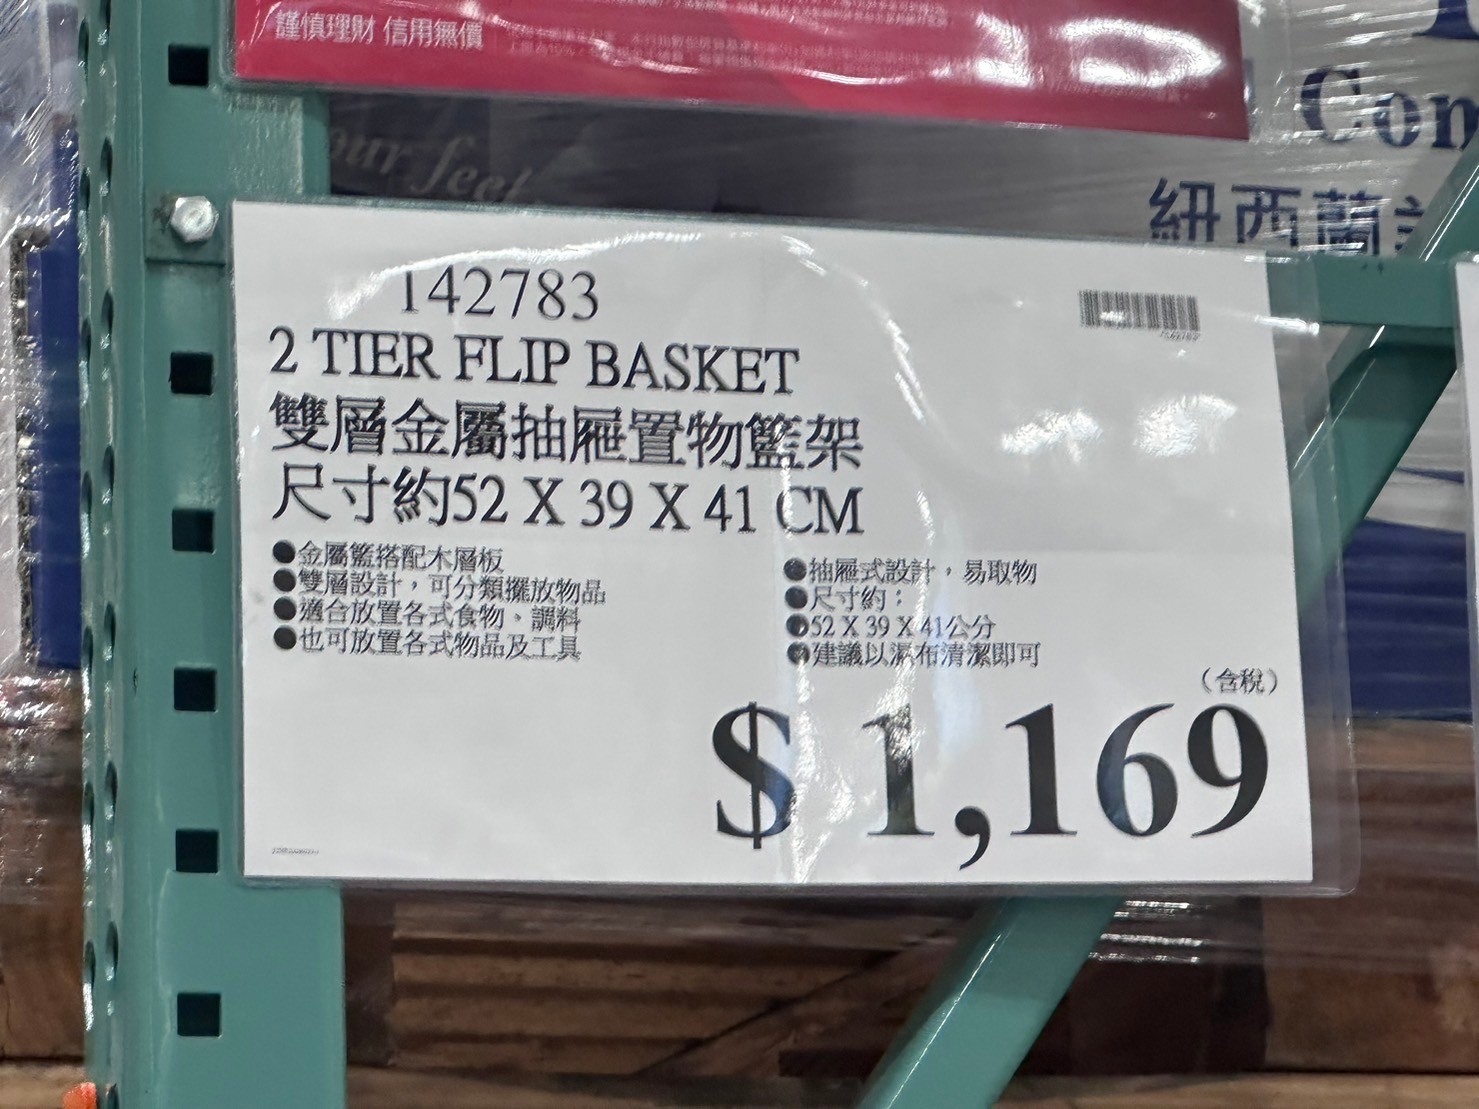 謹慎理財 信用無價
our feet
Con
紐西蘭
142783
2 TIER FLIP BASKET
雙層金屬抽屜置物籃架
尺寸約52 X 39 X 41 CM
●金屬籃搭配木層板
●雙層設計，可分類擺放物品
●適合放置各式食物、調料
●也可放置各式物品及工具
●抽屜式設計，易取物
●尺寸約：
●52 X 39 X 41公分
●建議以濕布清潔即可
（含稅）
$ 1,169